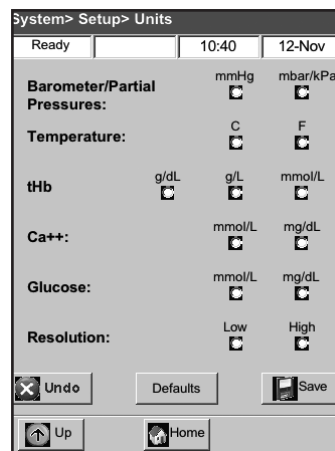 System> Setup> Units
Ready 10:40 12-Nov
mmHg mbar/kPa
Barometer/Partial
Pressures:
C F
Temperature:
g/dL g/L mmol/L
tHb
mmol/L mg/dL
Ca++:
mmol/L mg/dL
Glucose:
Low High
Resolution:
Undo Defaults Save
Up Home